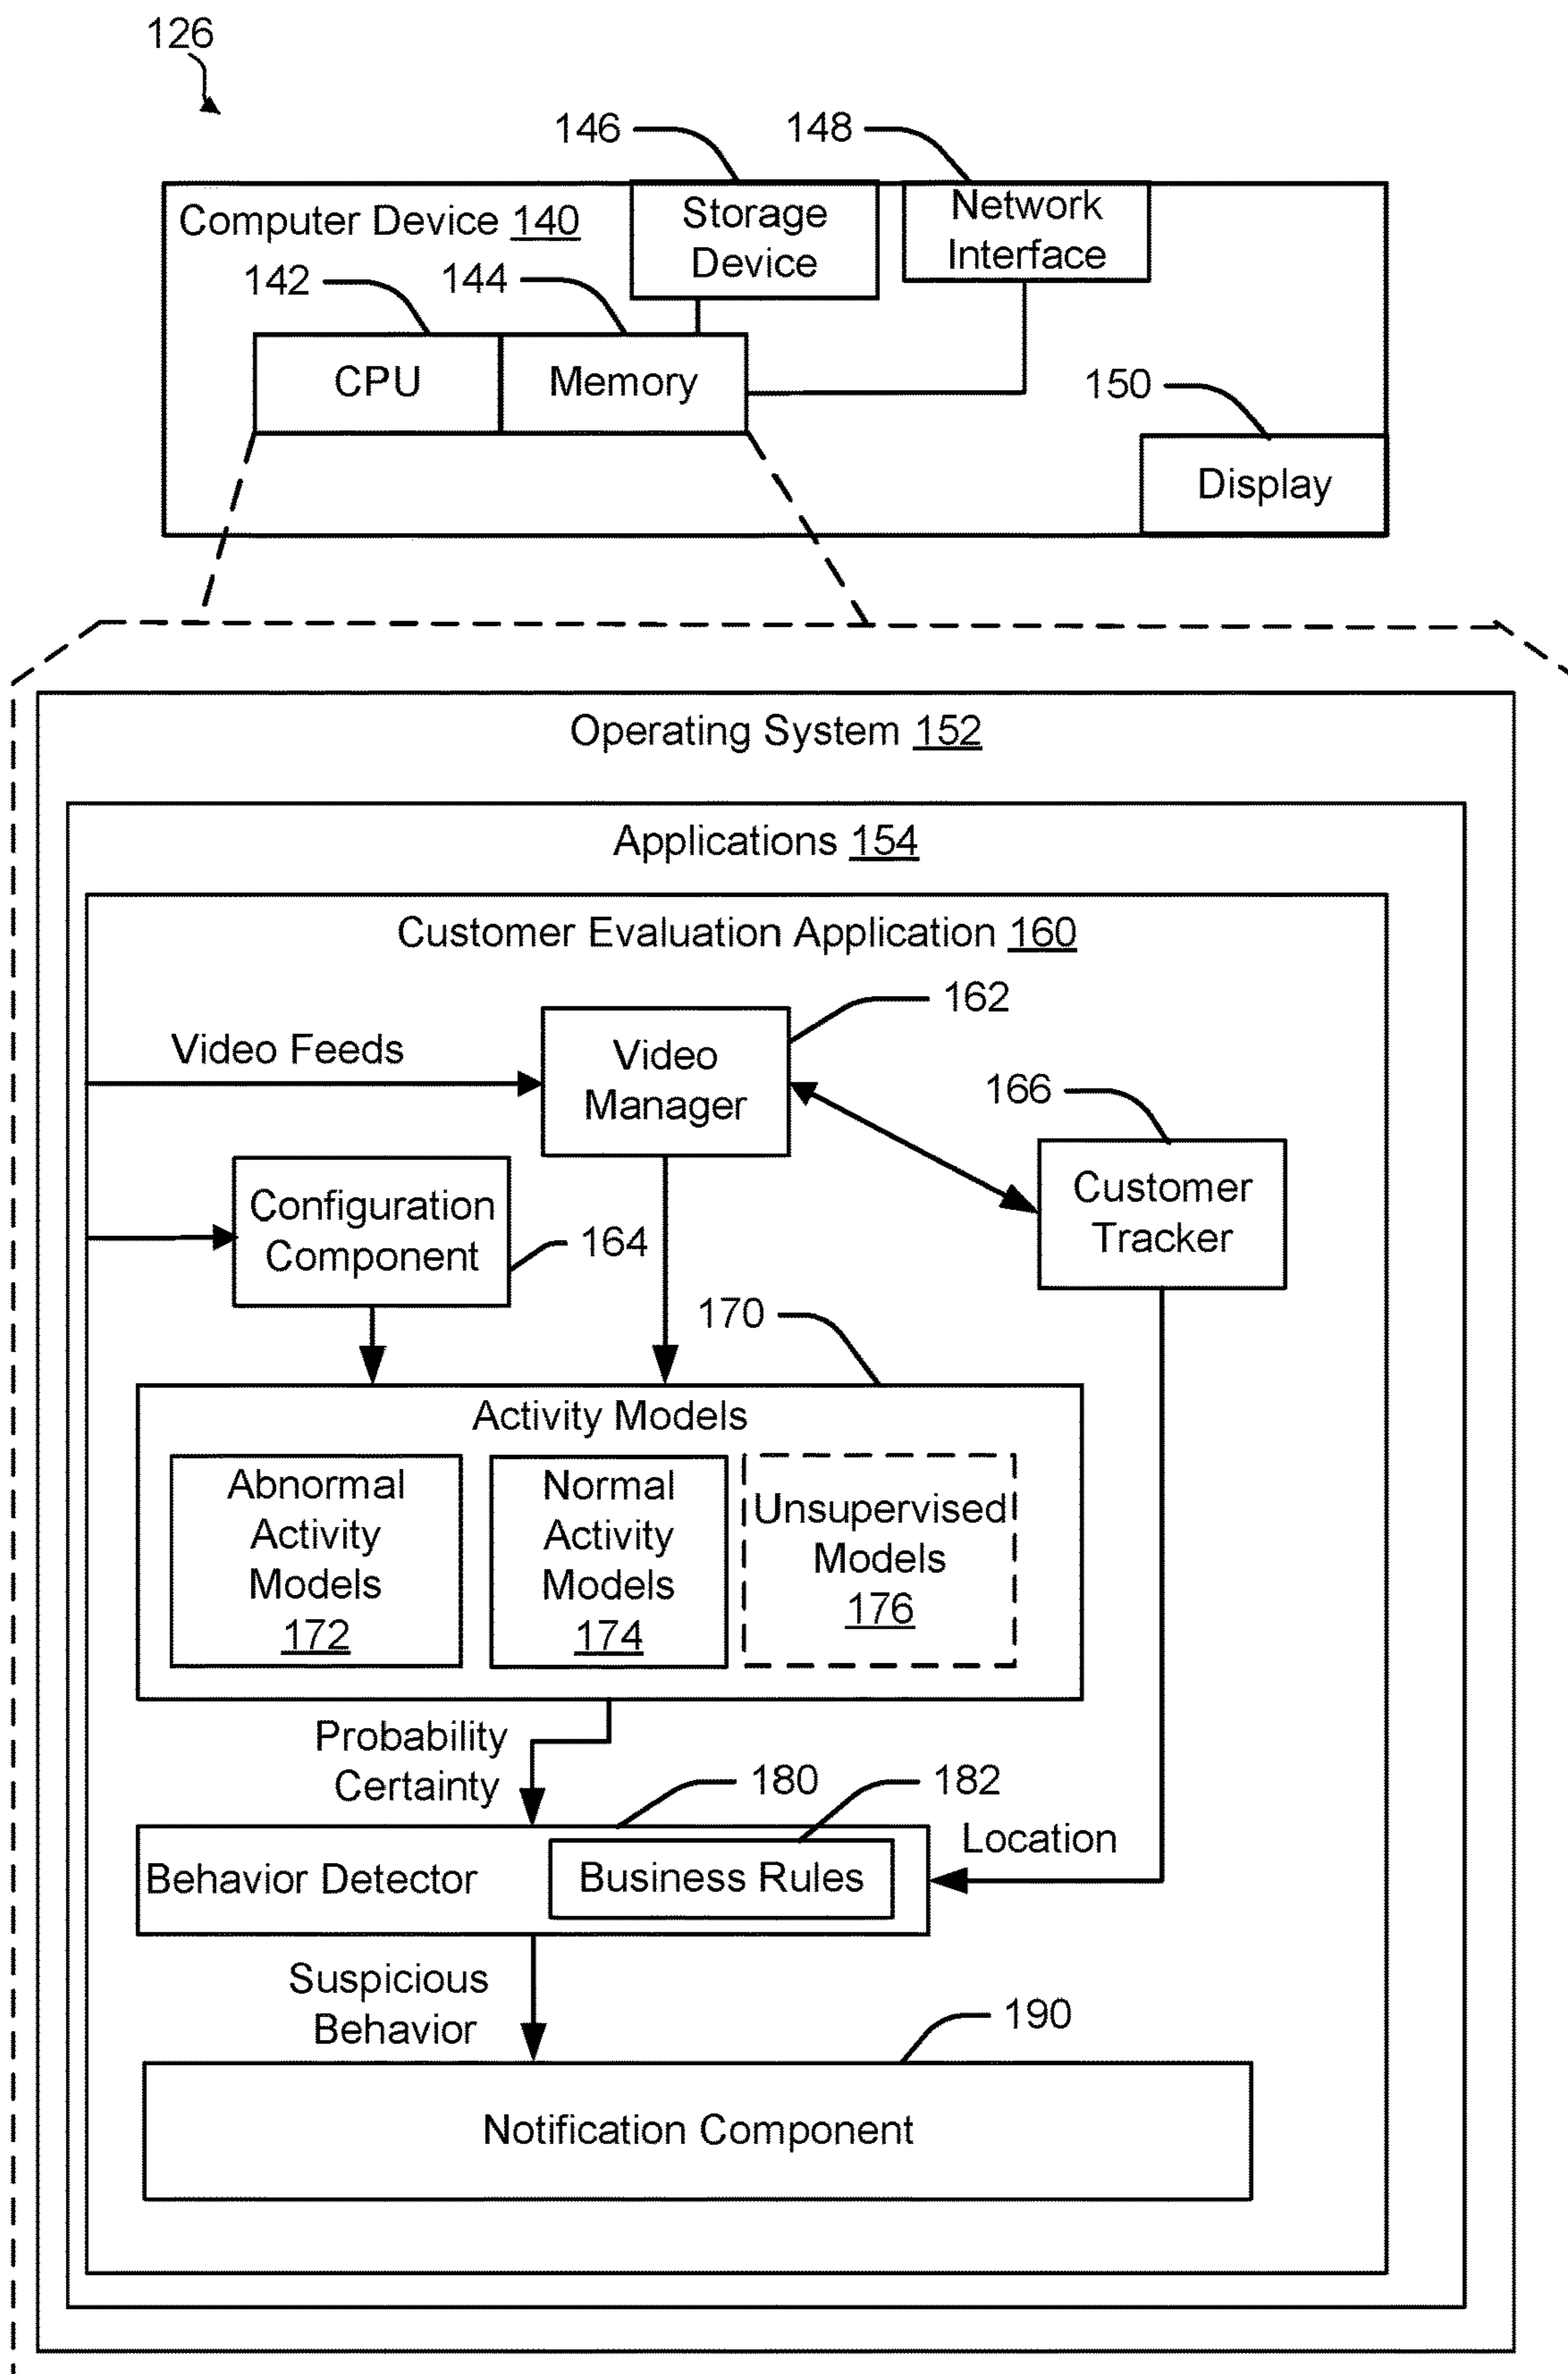 126
146
148
Computer Device 140
Storage
Device
Network
Interface
142
144
CPU
Memory
150
Display
Operating System 152
Applications 154
Customer Evaluation Application 160
162
Video Feeds
Video
Manager
166
Configuration
Component
164
Customer
Tracker
170
Activity Models
Abnormal
Activity
Models
172
Normal
Activity
Models
174
Unsupervised
Models
176
Probability
Certainty
180
182
Location
Behavior Detector
Business Rules
Suspicious
Behavior
190
Notification Component